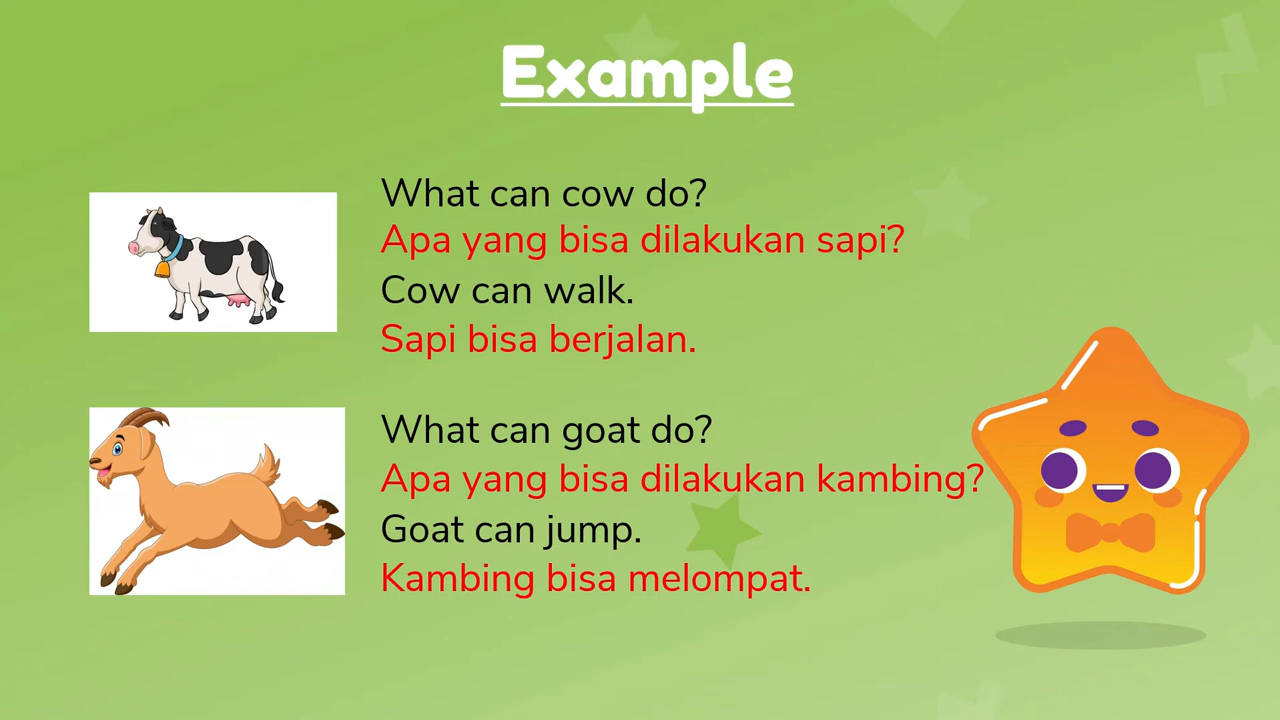 Example
What can cow do?
Apa yang bisa dilakukan sapi?
Cow can walk.
Sapi bisa berjalan.
What can goat do?
Apa yang bisa dilakukan kambing?
Goat can jump.
Kambing bisa melompat.